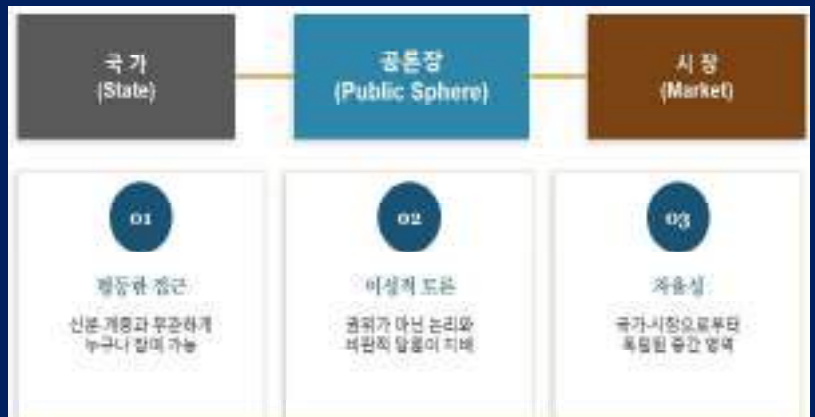 국 가
(State)
공론장
(Public Sphere)
시 장
(Market)
01
평등한 접근
신분·계층과 무관하게
누구나 참여 가능
02
이성적 토론
권위가 아닌 논리와
비판적 담론이 지배
03
자율성
국가·시장으로부터
독립된 중간 영역